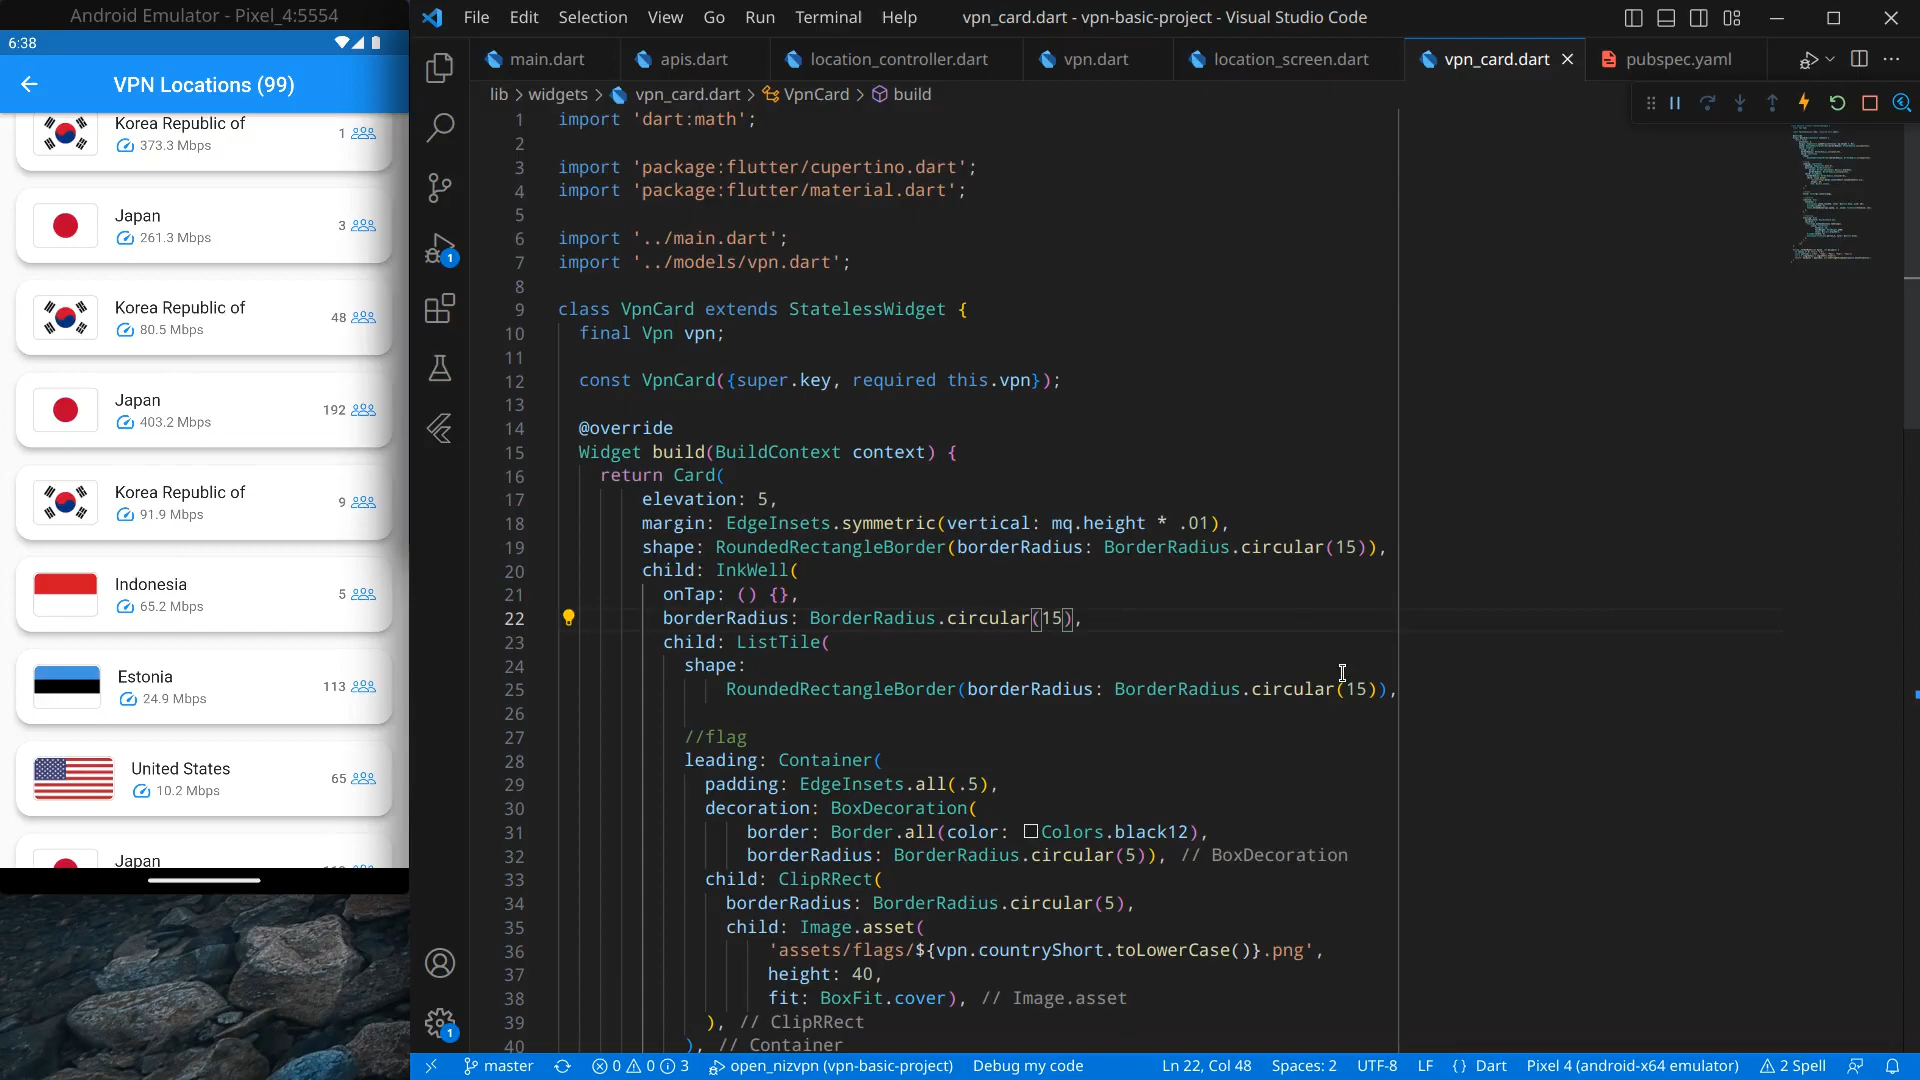 Android Emulator - Pixel_4:5554
6:38
VPN Locations (99)
Korea Republic of
373.3 Mbps
1
Japan
261.3 Mbps
3
Korea Republic of
80.5 Mbps
48
Japan
403.2 Mbps
192
Korea Republic of
91.9 Mbps
9
Indonesia
65.2 Mbps
5
Estonia
24.9 Mbps
113
United States
10.2 Mbps
65
Japan
File Edit Selection View Go Run Terminal Help
vpn_card.dart - vpn-basic-project - Visual Studio Code
main.dart apis.dart location_controller.dart vpn.dart location_screen.dart vpn_card.dart pubspec.yaml
lib > widgets > vpn_card.dart > VpnCard > build
1 import 'dart:math';
2
3 import 'package:flutter/cupertino.dart';
4 import 'package:flutter/material.dart';
5
6 import '../main.dart';
7 import '../models/vpn.dart';
8
9 class VpnCard extends StatelessWidget {
10 final Vpn vpn;
11
12 const VpnCard({super.key, required this.vpn});
13
14 @override
15 Widget build(BuildContext context) {
16 return Card(
17 elevation: 5,
18 margin: EdgeInsets.symmetric(vertical: mq.height * .01),
19 shape: RoundedRectangleBorder(borderRadius: BorderRadius.circular(15)),
20 child: InkWell(
21 onTap: () {},
22 borderRadius: BorderRadius.circular(15),
23 child: ListTile(
24 shape:
25 RoundedRectangleBorder(borderRadius: BorderRadius.circular(15)),
26
27 //flag
28 leading: Container(
29 padding: EdgeInsets.all(.5),
30 decoration: BoxDecoration(
31 border: Border.all(color: Colors.black12),
32 borderRadius: BorderRadius.circular(5)), // BoxDecoration
33 child: ClipRRect(
34 borderRadius: BorderRadius.circular(5),
35 child: Image.asset(
36 'assets/flags/${vpn.countryShort.toLowerCase()}.png',
37 height: 40,
38 fit: BoxFit.cover), // Image.asset
39 ), // ClipRRect
40 ), // Container
1
1
master
0 0 3
open_nizvpn (vpn-basic-project)
Debug my code
Ln 22, Col 48
Spaces: 2
UTF-8
LF
{} Dart
Pixel 4 (android-x64 emulator)
2 Spell